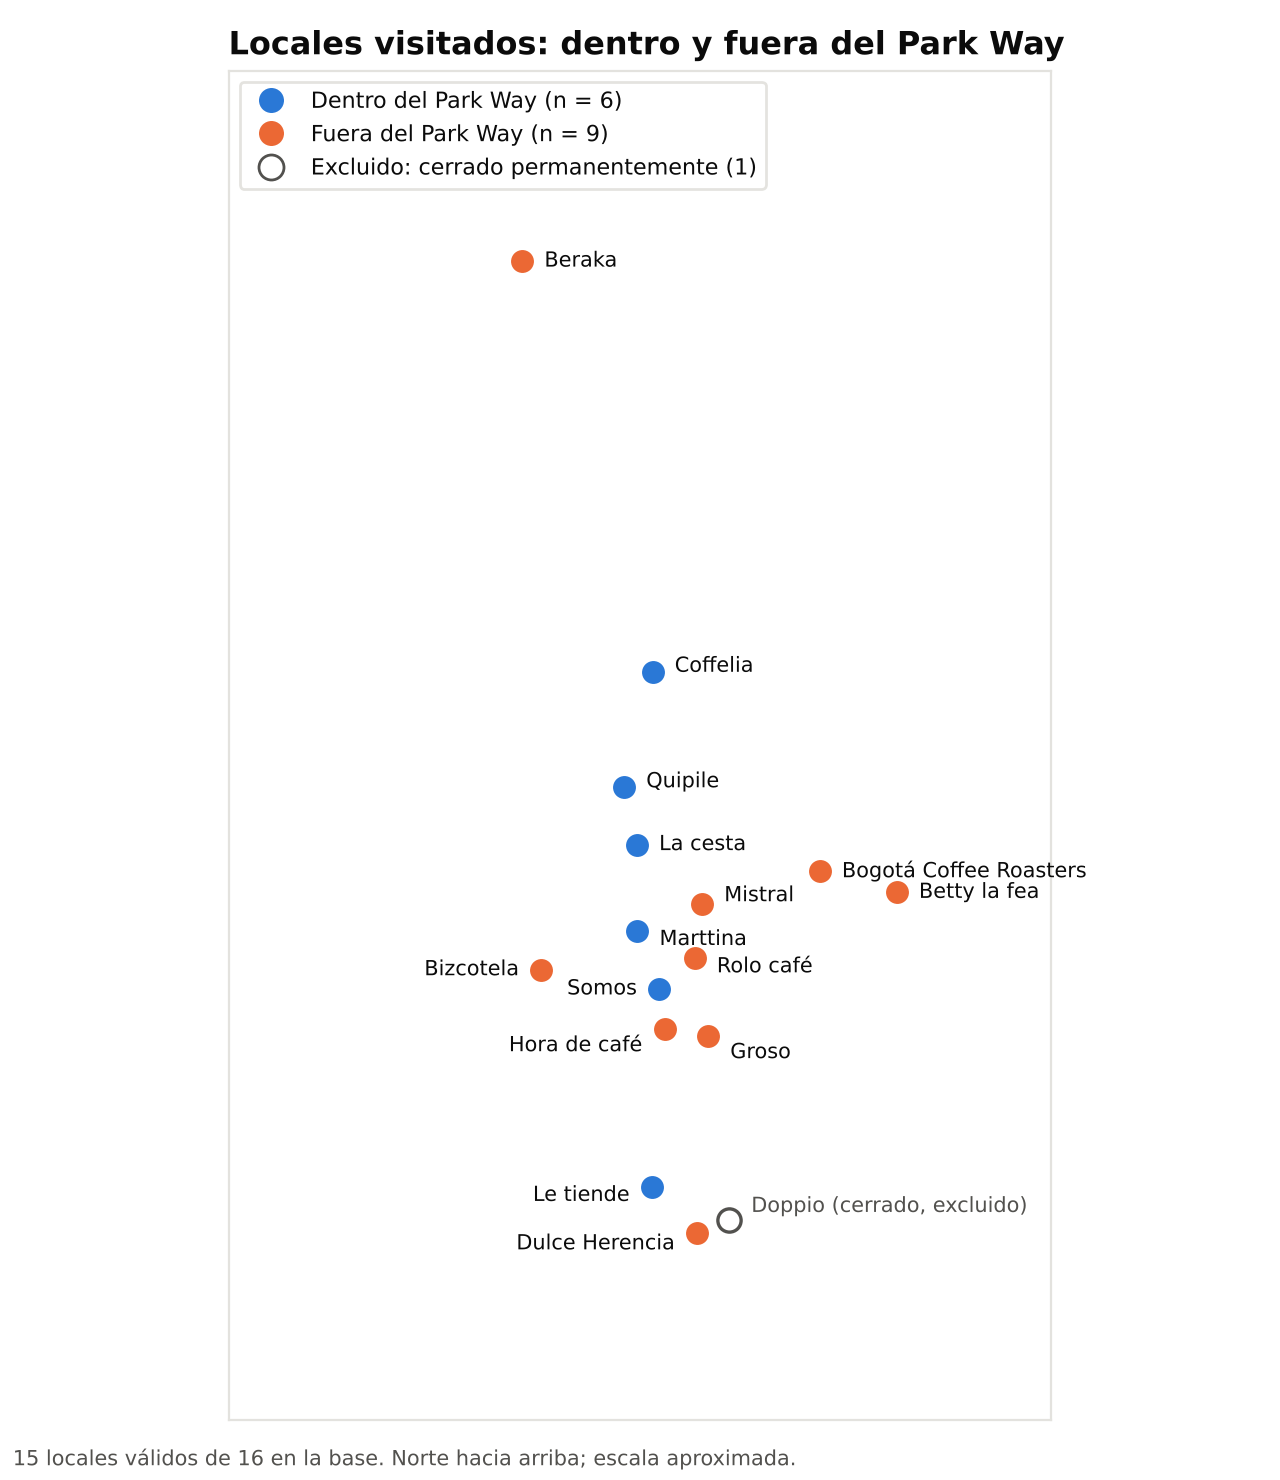 Locales visitados: dentro y fuera del Park Way
Dentro del Park Way (n = 6)
Fuera del Park Way (n = 9)
Excluido: cerrado permanentemente (1)
Beraka
Coffelia
Quipile
La cesta
Bogotá Coffee Roasters
Betty la fea
Mistral
Marttina
Rolo café
Bizcotela
Somos
Hora de café
Groso
Le tiende
Doppio (cerrado, excluido)
Dulce Herencia
15 locales válidos de 16 en la base. Norte hacia arriba; escala aproximada.